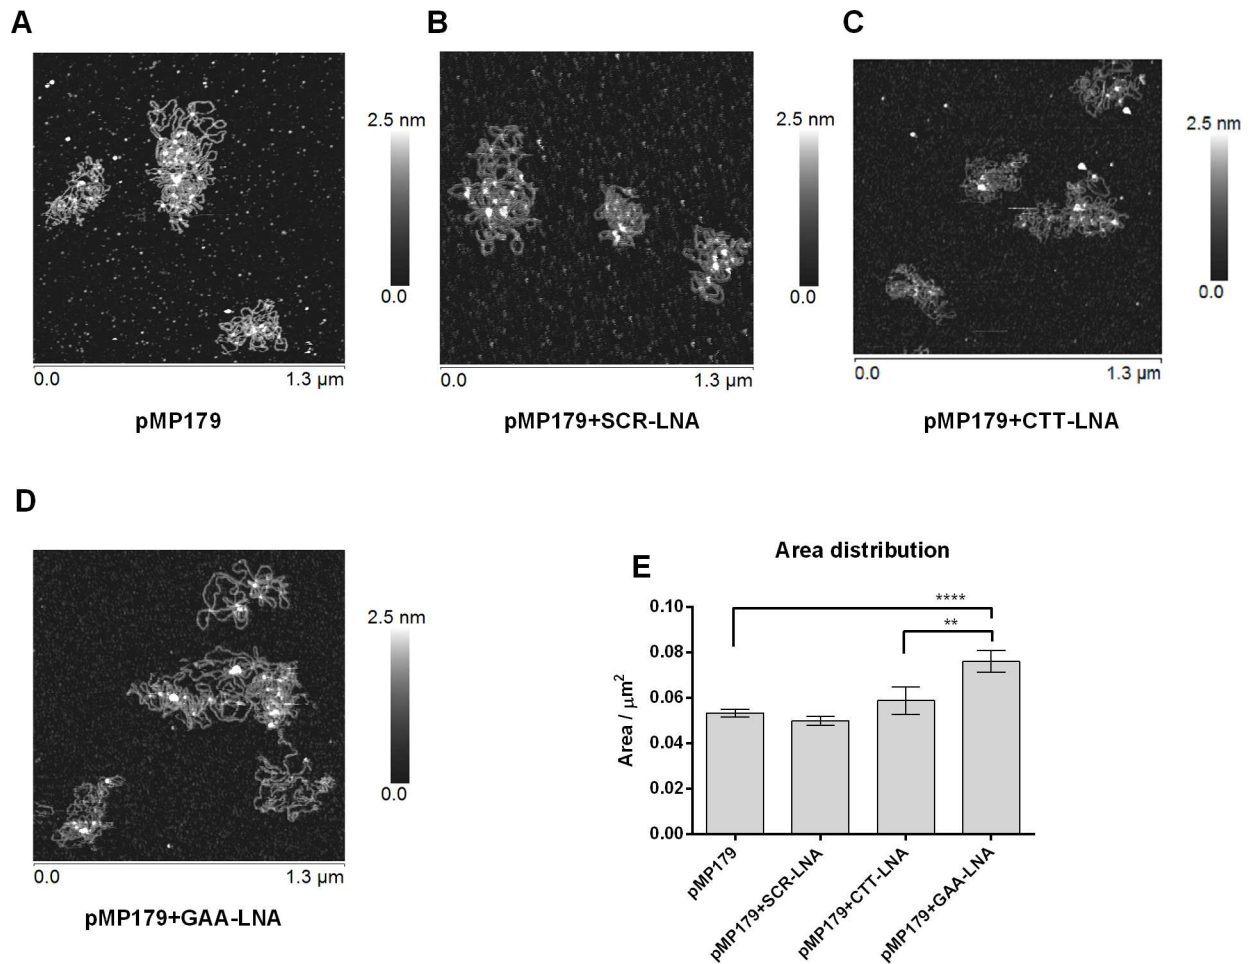 A
B
C
2.5 nm
0.0
0.0 1.3 µm
pMP179
2.5 nm
0.0
0.0 1.3 µm
pMP179+SCR-LNA
2.5 nm
0.0
0.0 1.3 µm
pMP179+CTT-LNA
D
2.5 nm
0.0
0.0 1.3 µm
pMP179+GAA-LNA
E
Area distribution
****
**
Area / µm²
0.10
0.08
0.06
0.04
0.02
0.00
pMP179
pMP179+SCR-LNA
pMP179+CTT-LNA
pMP179+GAA-LNA